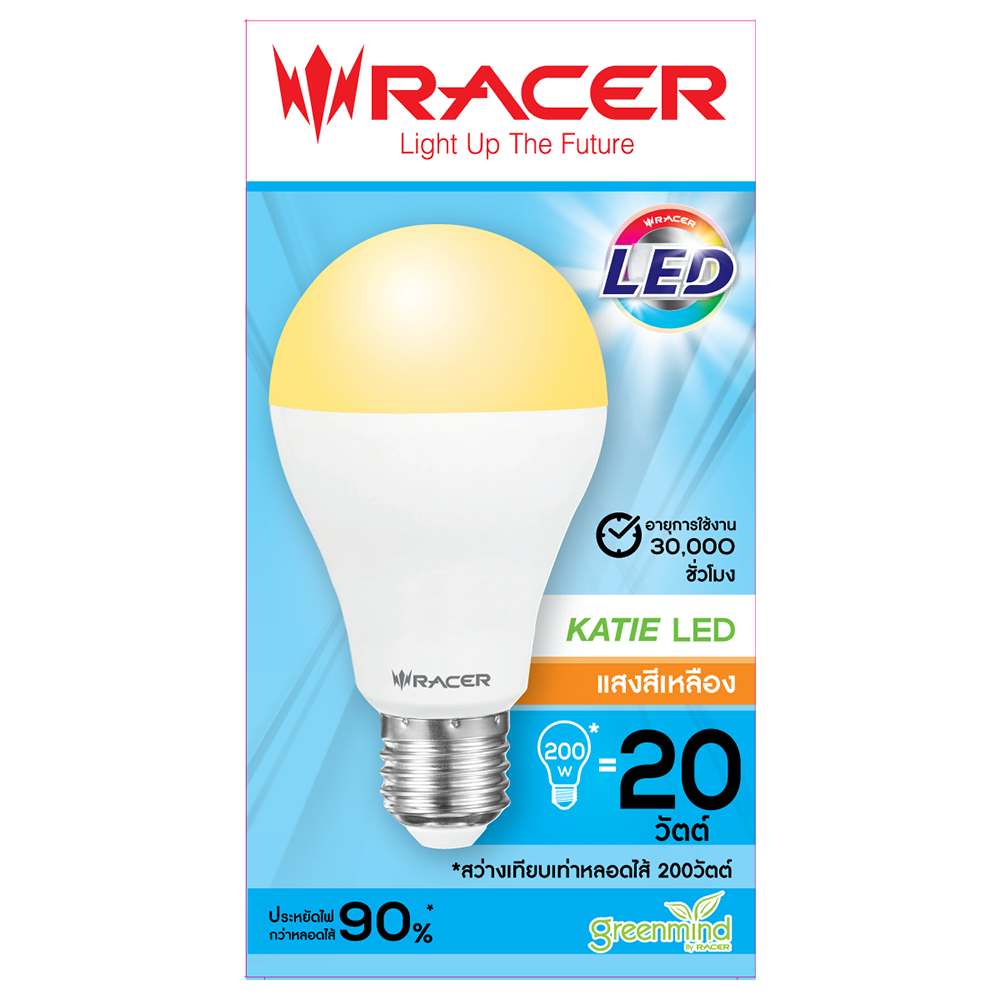 RACER
Light Up The Future
RACER
LED
อายุการใช้งาน
30,000
ชั่วโมง
KATIE LED
แสงสีเหลือง
RACER
200
W
*
= 20
วัตต์
*สว่างเทียบเท่าหลอดไส้ 200วัตต์
ประหยัดไฟ
กว่าหลอดไส้ 90%*
greenmind
By RACER